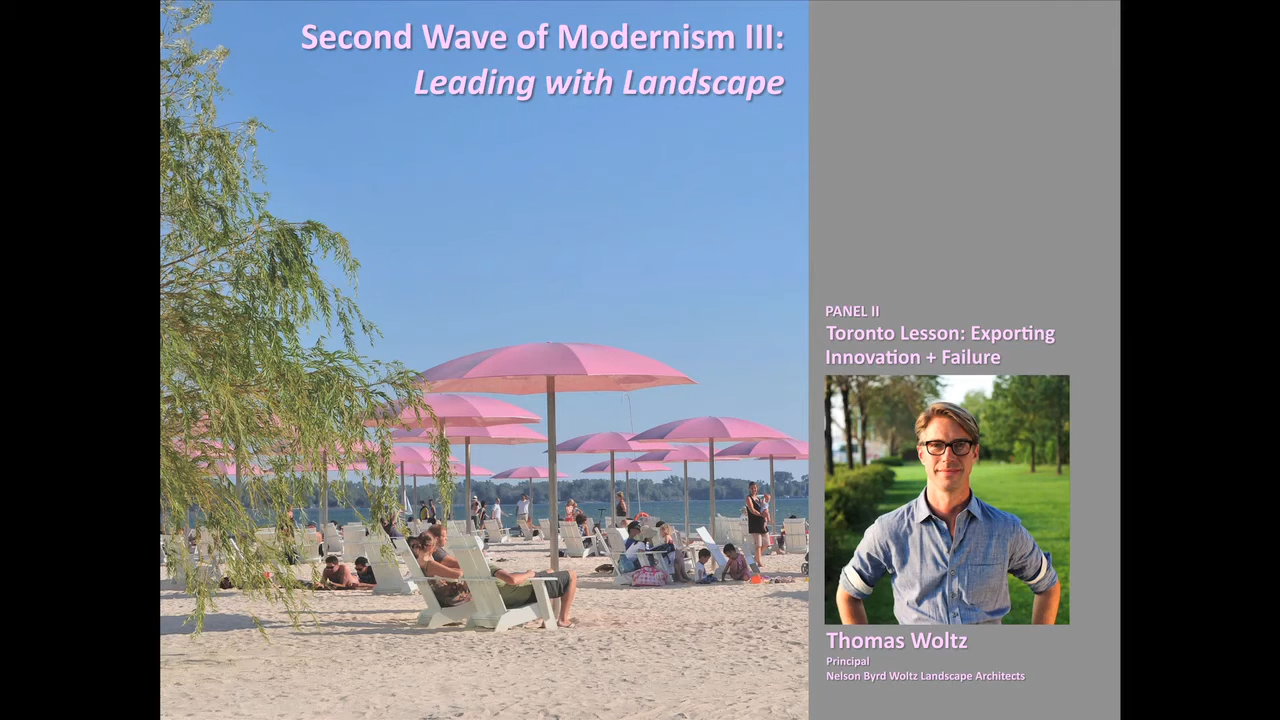 Second Wave of Modernism III:
Leading with Landscape
PANEL II
Toronto Lesson: Exporting
Innovation + Failure
Thomas Woltz
Principal
Nelson Byrd Woltz Landscape Architects